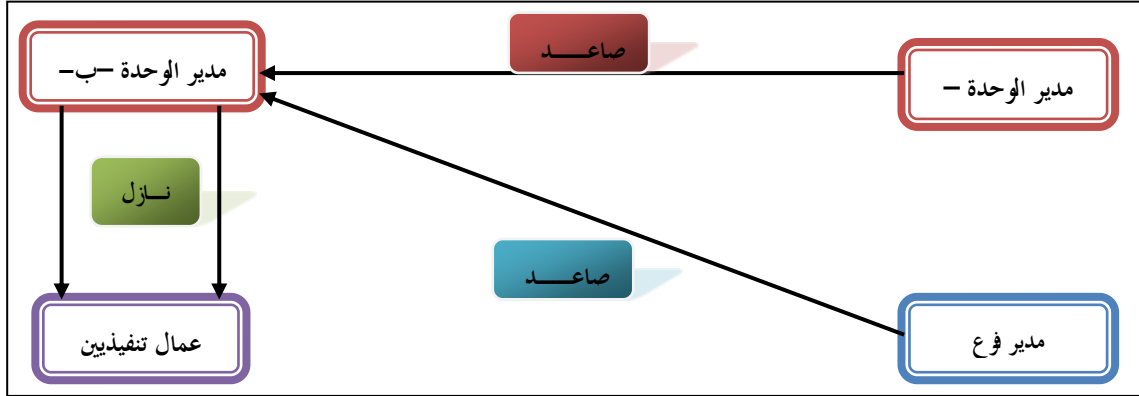 صاعـــــد
مدير الوحدة –
مدير الوحدة –ب-
نـــازل
صاعـــــد
مدير فرع
عمال تنفيذيين